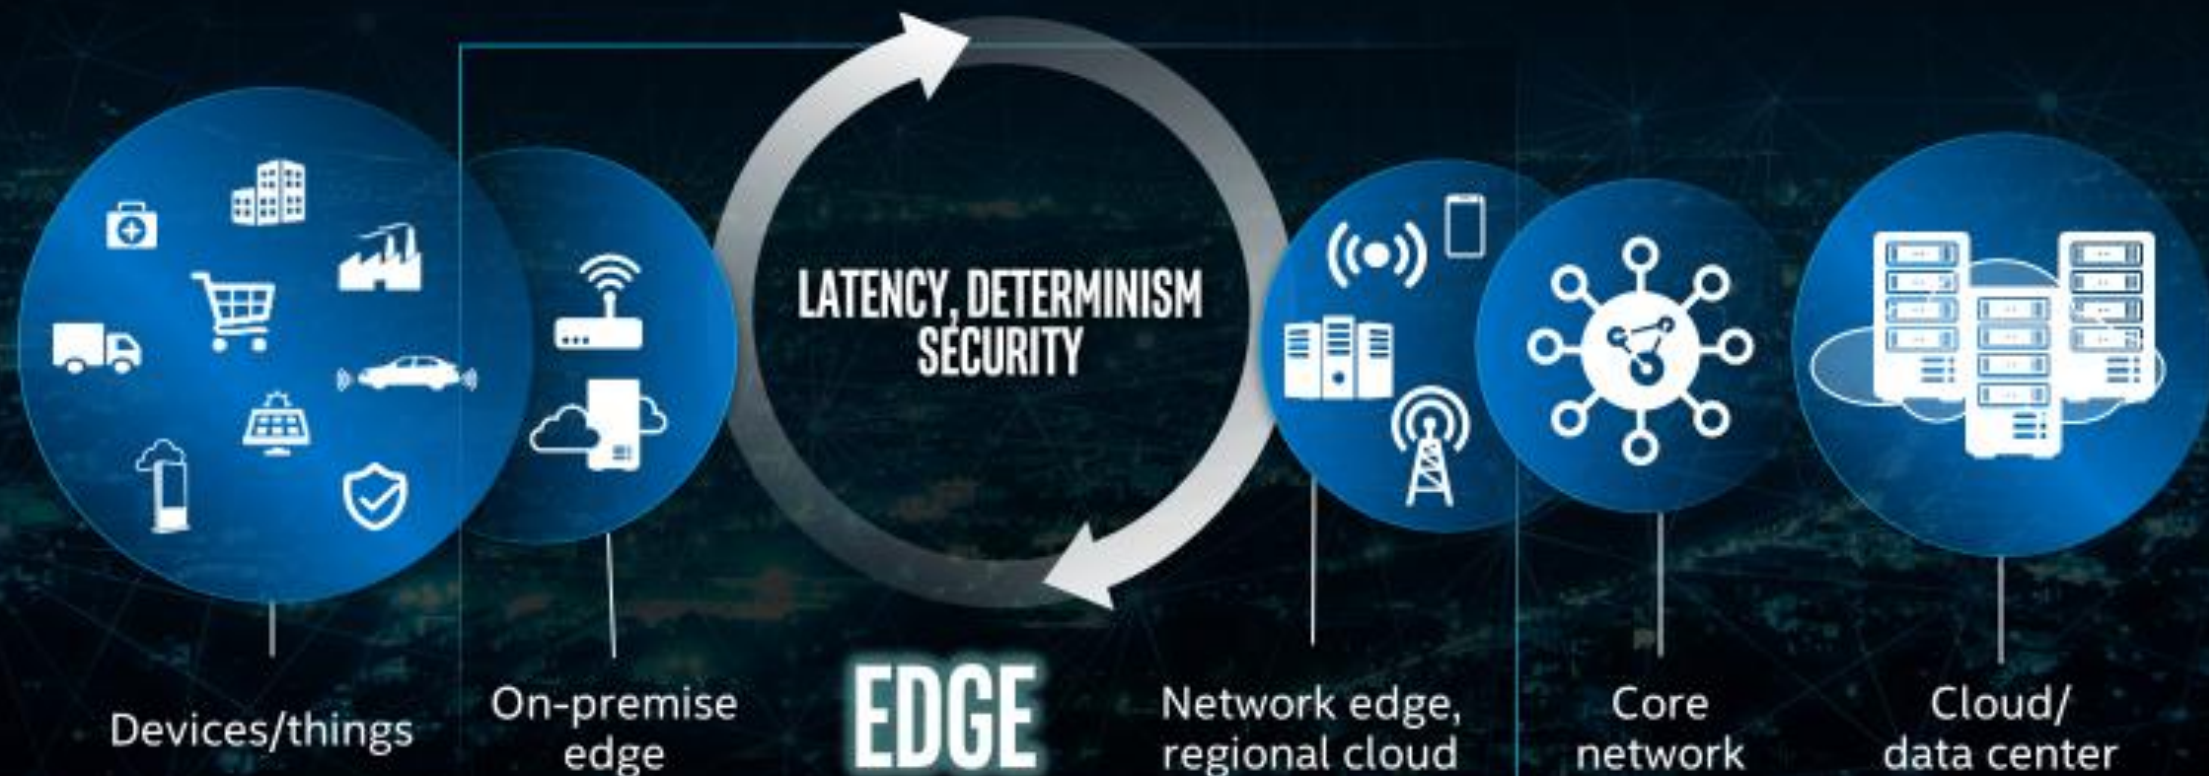 LATENCY, DETERMINISM
SECURITY
Devices/things
On-premise
edge
EDGE
Network edge,
regional cloud
Core
network
Cloud/
data center